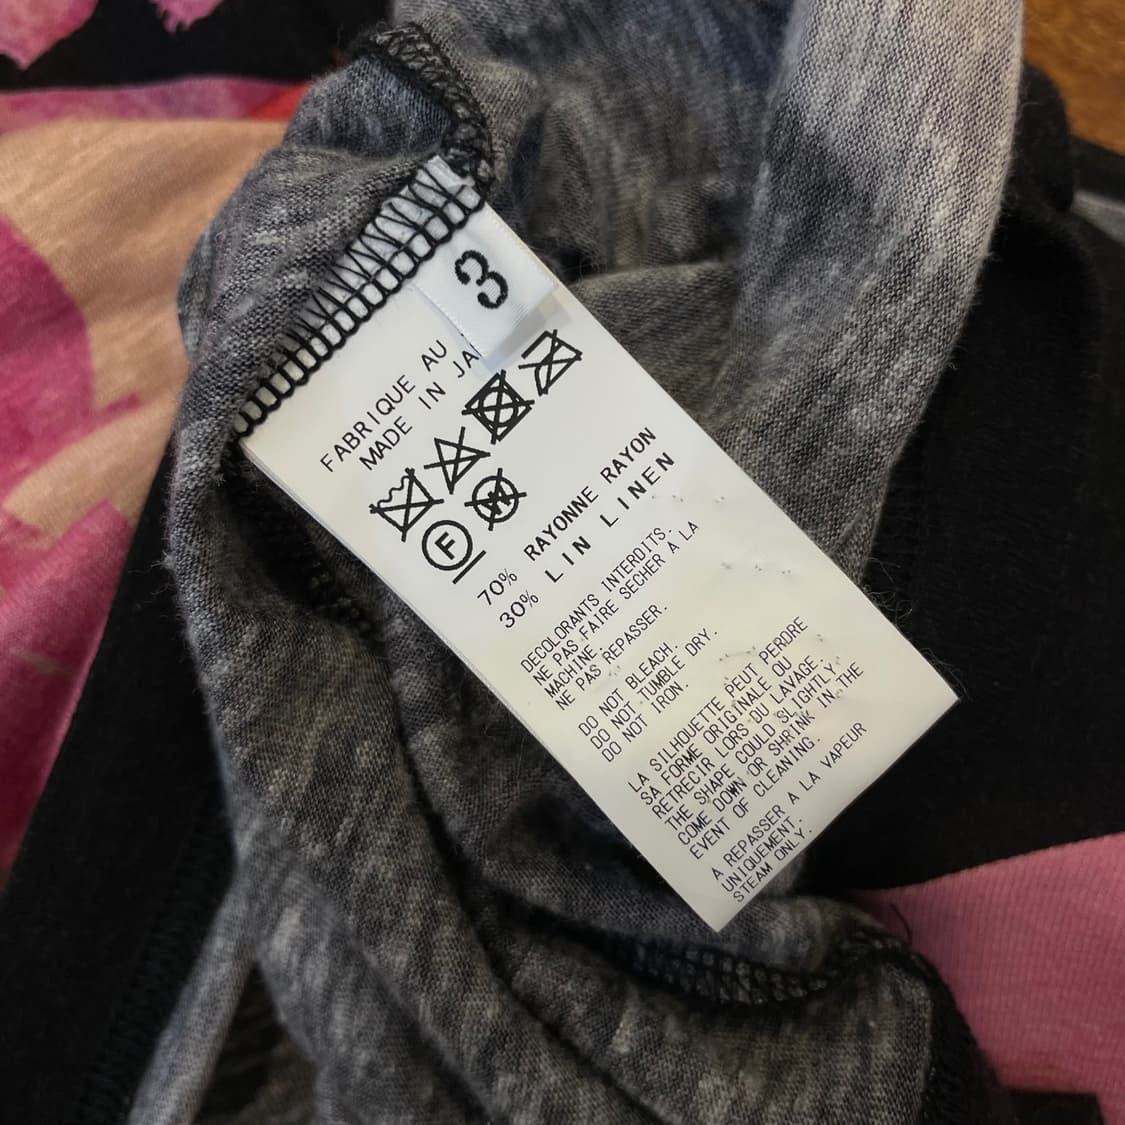 3
FABRIQUE AU
MADE IN JA
F
W
70% RAYONNE RAYON
30% LIN LINEN
DECOLORANTS INTERDITS.
NE PAS FAIRE SECHER A LA
MACHINE.
NE PAS REPASSER.
DO NOT BLEACH.
DO NOT TUMBLE DRY.
DO NOT IRON.
LA SILHOUETTE PEUT PERDRE
SA FORME ORIGINALE OU
RETRECIR LORS DU LAVAGE.
THE SHAPE COULD SLIGHTLY
COME DOWN OR SHRINK IN THE
EVENT OF CLEANING.
A REPASSER A LA VAPEUR
UNIQUEMENT.
STEAM ONLY.